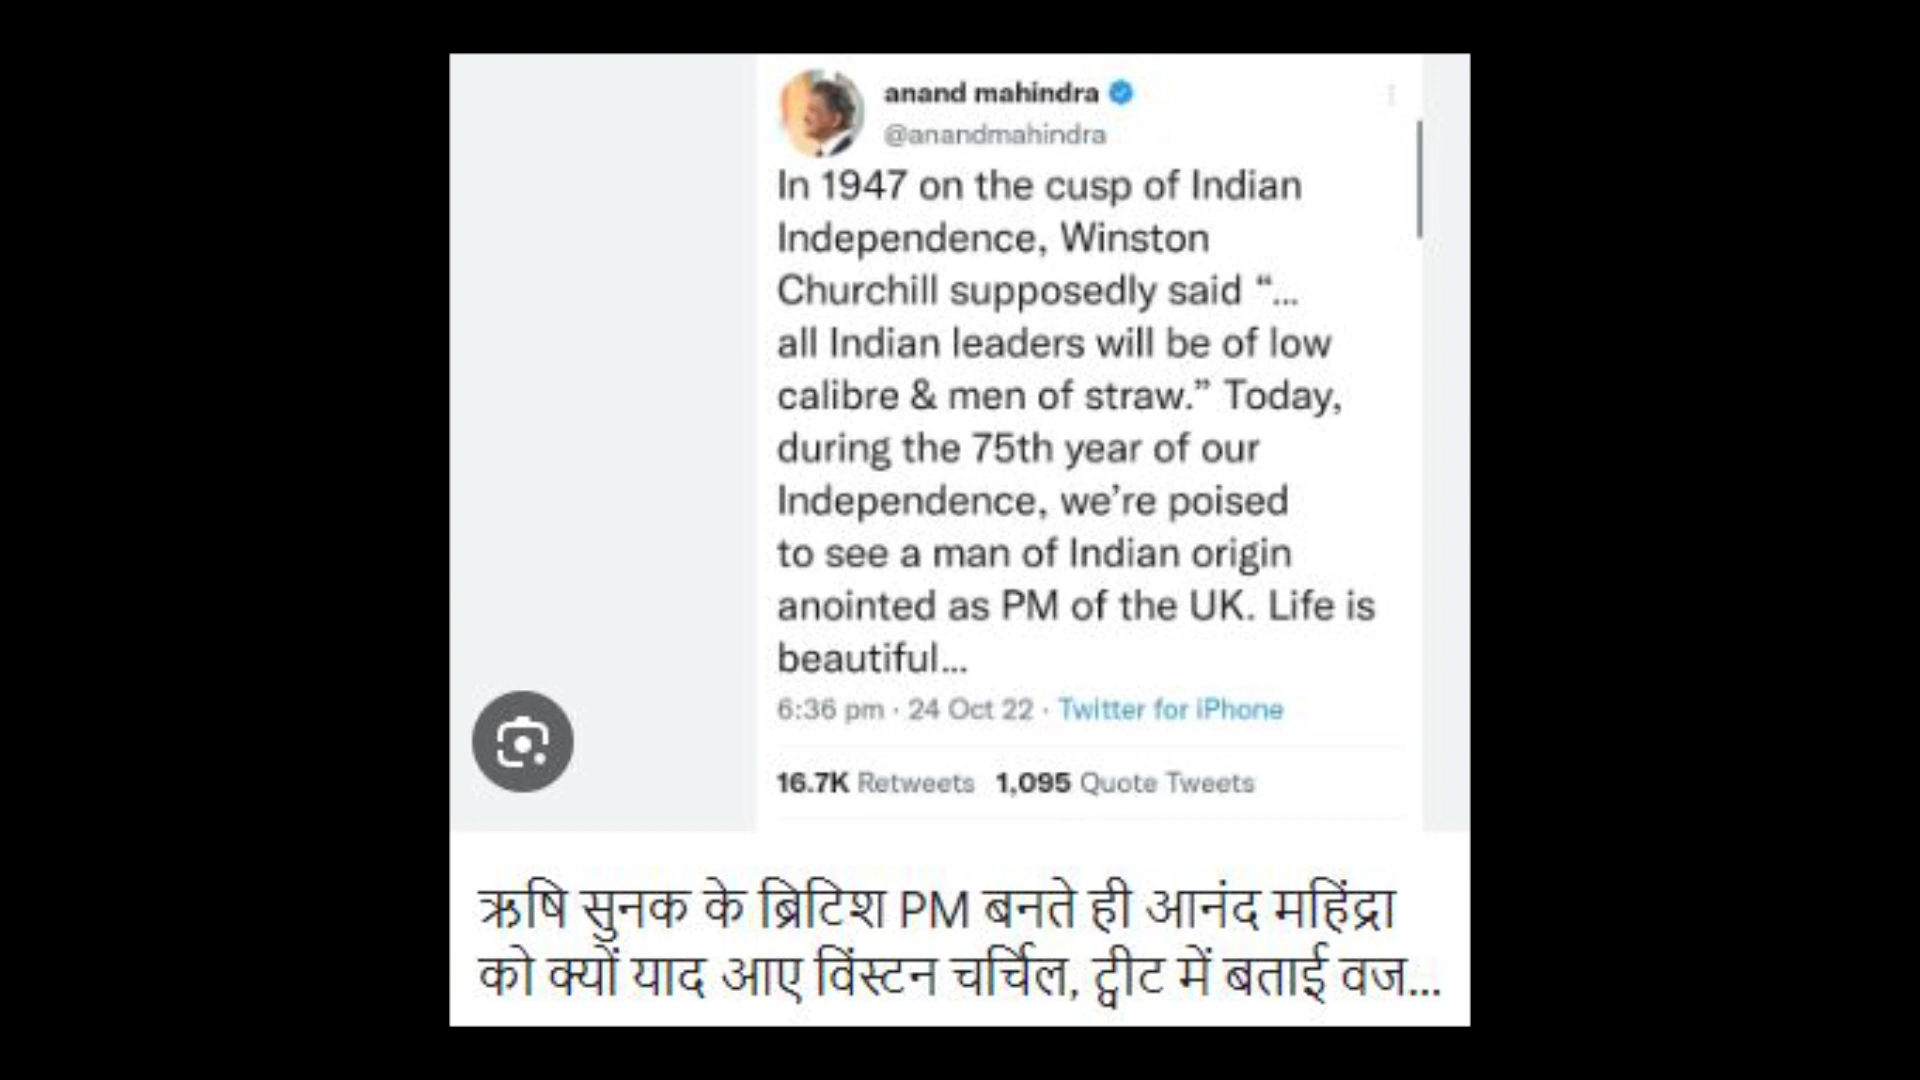 anand mahindra
@anandmahindra
In 1947 on the cusp of Indian
Independence, Winston
Churchill supposedly said “...
all Indian leaders will be of low
calibre & men of straw.” Today,
during the 75th year of our
Independence, we’re poised
to see a man of Indian origin
anointed as PM of the UK. Life is
beautiful...
6:36 pm · 24 Oct 22 · Twitter for iPhone
16.7K Retweets 1,095 Quote Tweets
ऋषि सुनक के ब्रिटिश PM बनते ही आनंद महिंद्रा
को क्यों याद आए विंस्टन चर्चिल, ट्वीट में बताई वज...